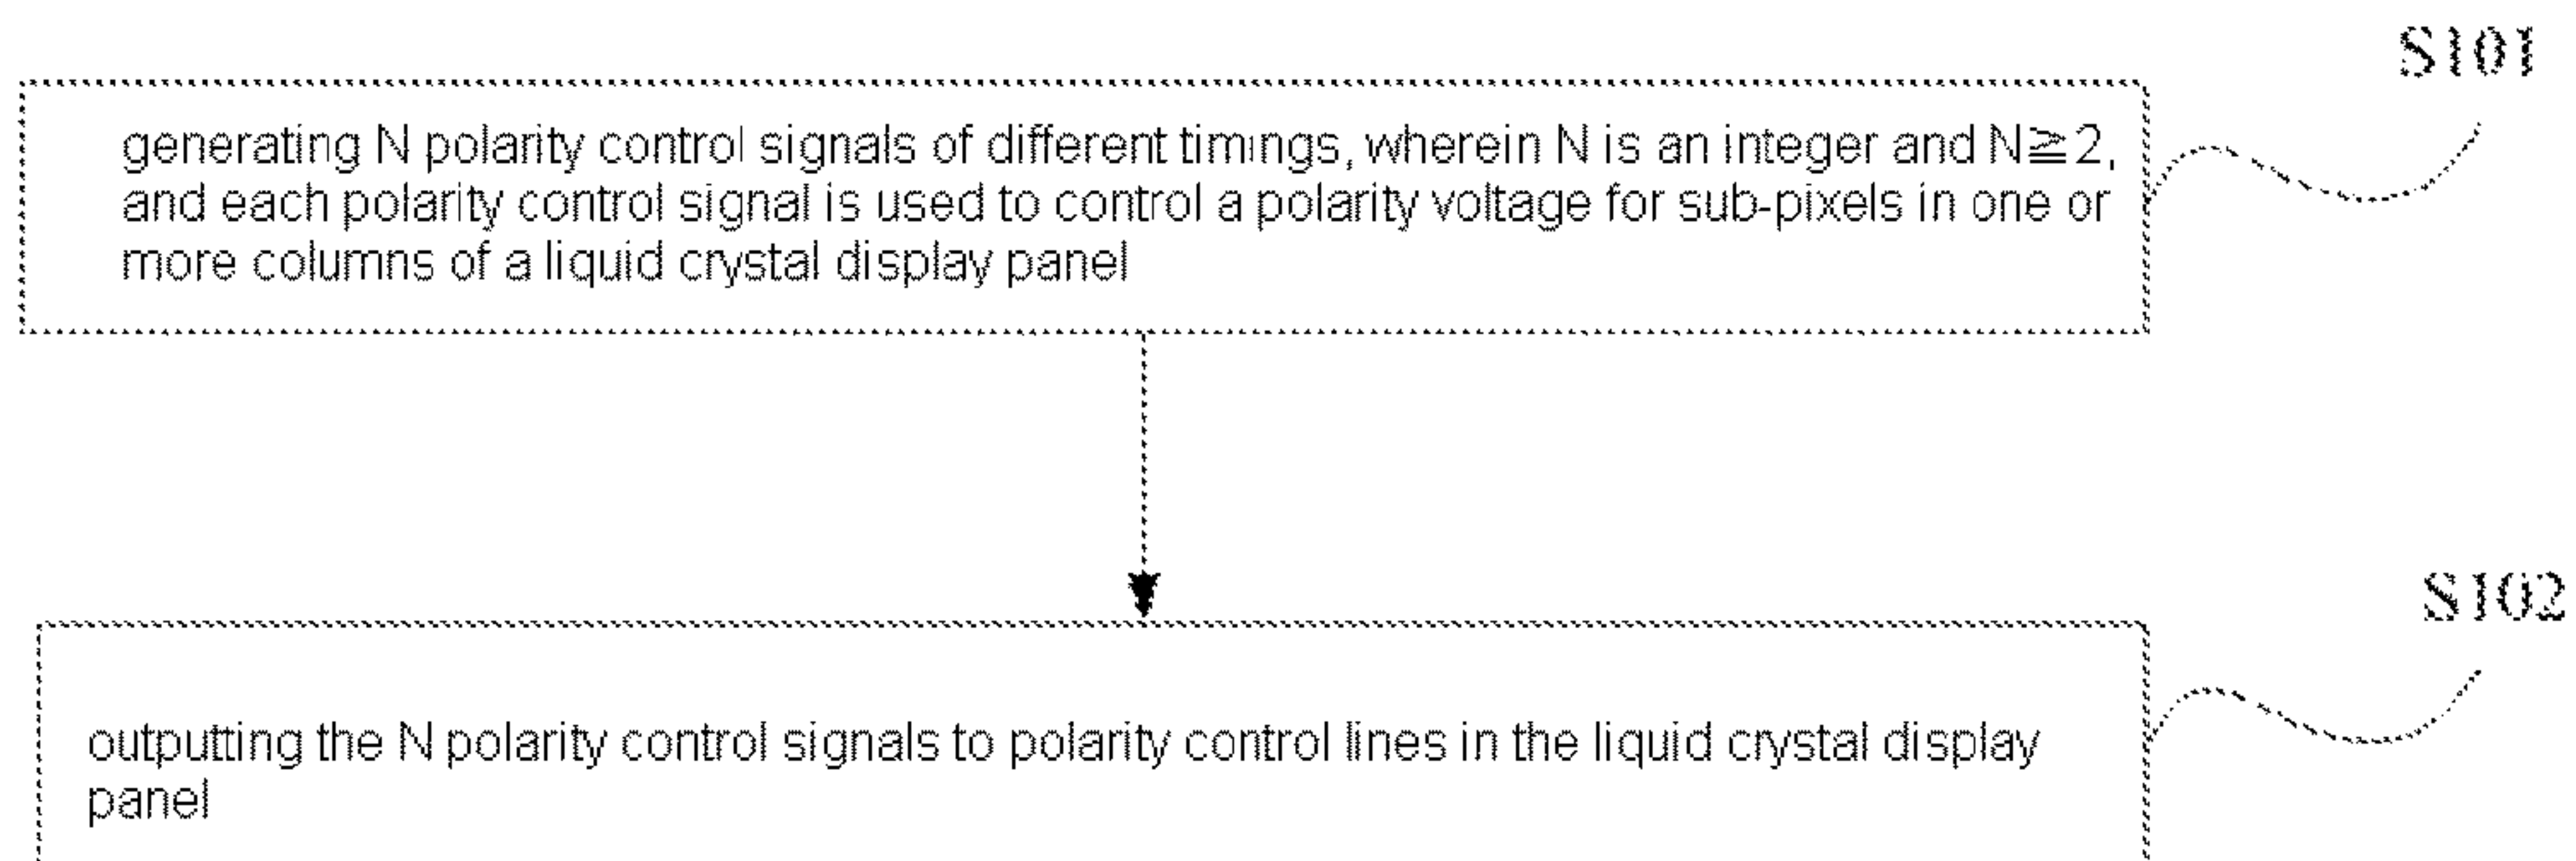 S101
generating N polarity control signals of different timings, wherein N is an integer and N≧2,
and each polarity control signal is used to control a polarity voltage for sub-pixels in one or
more columns of a liquid crystal display panel
S102
outputting the N polarity control signals to polarity control lines in the liquid crystal display
panel